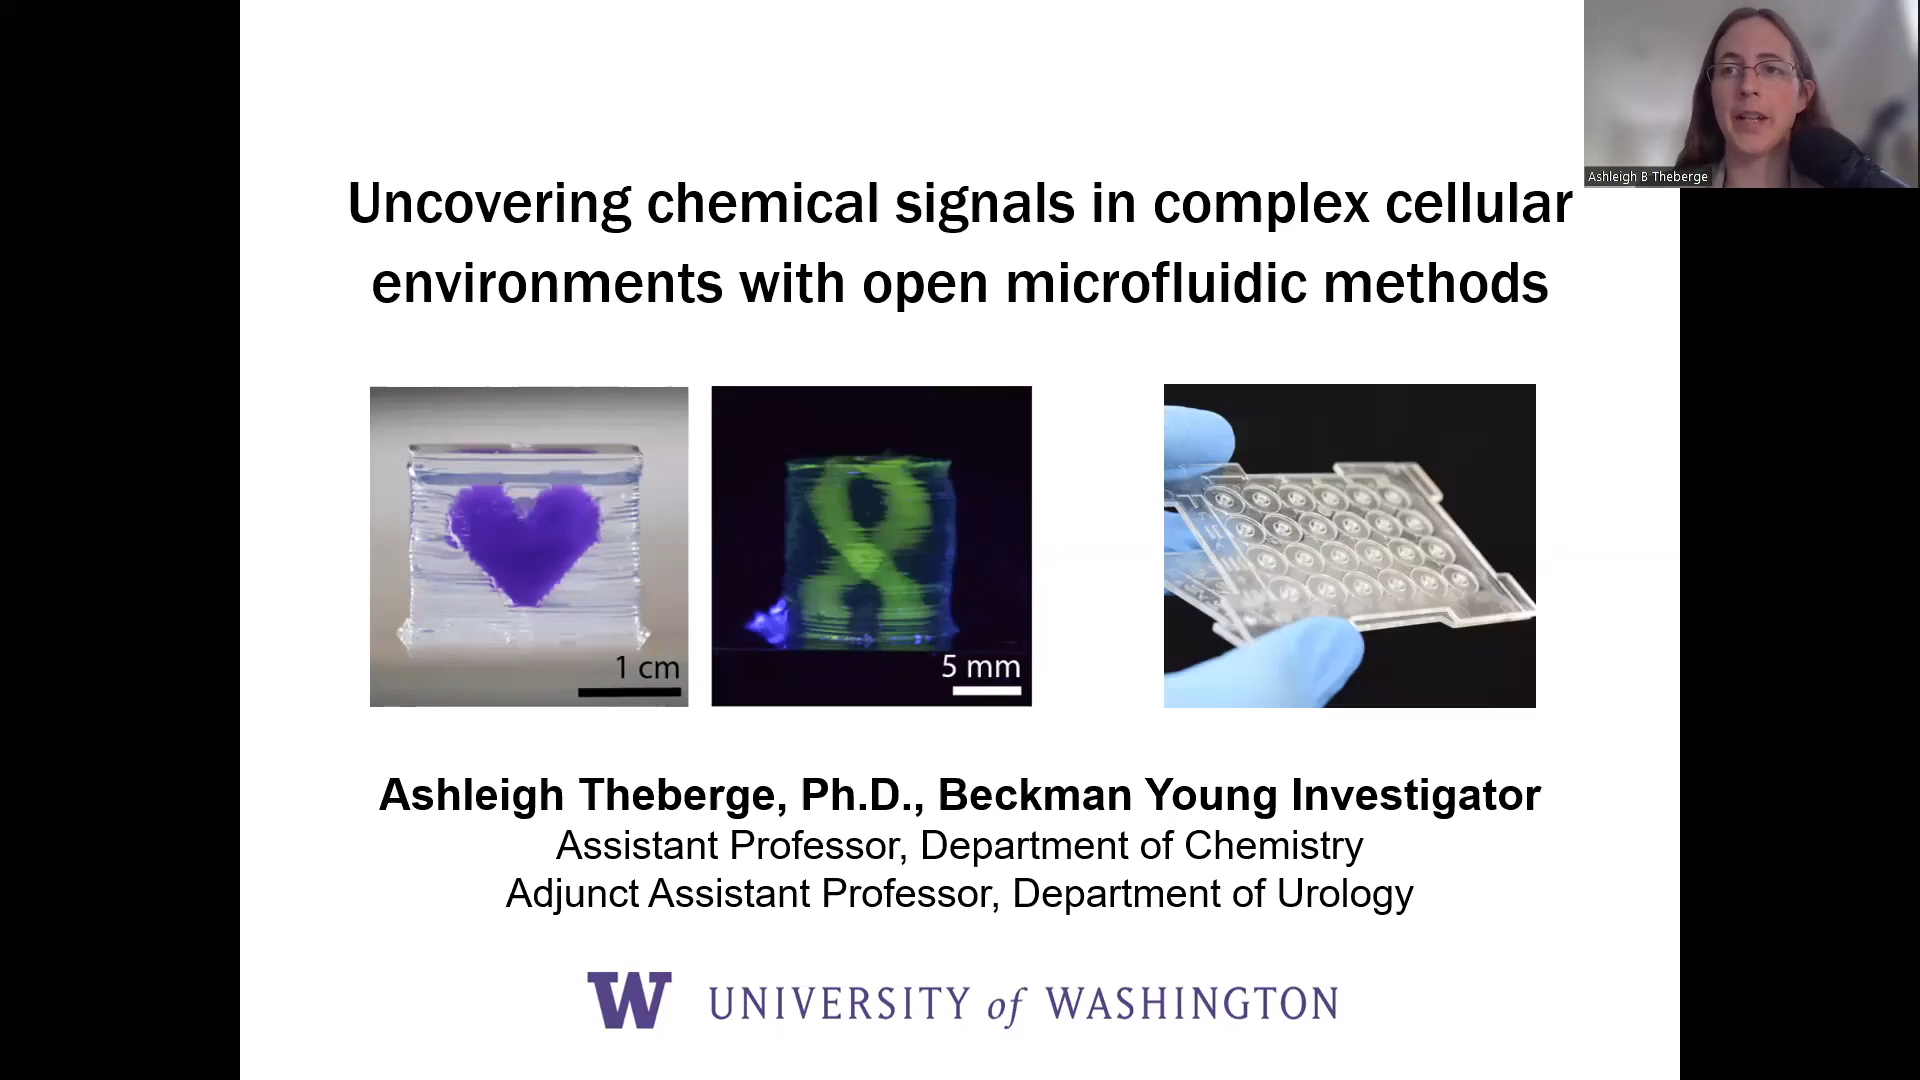 Ashleigh B Theberge
Uncovering chemical signals in complex cellular
environments with open microfluidic methods
1 cm
5 mm
Ashleigh Theberge, Ph.D., Beckman Young Investigator
Assistant Professor, Department of Chemistry
Adjunct Assistant Professor, Department of Urology
W UNIVERSITY of WASHINGTON